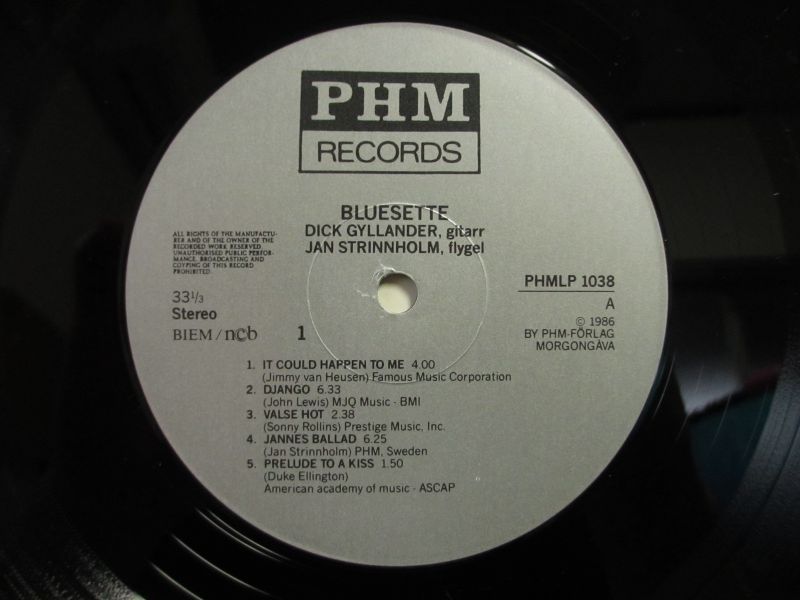 PHM
RECORDS
BLUESETTE
DICK GYLLANDER, gitarr
JAN STRINNHOLM, flygel
ALL RIGHTS OF THE MANUFACTU-
RER AND OF THE OWNER OF THE
RECORDED WORK RESERVED
UNAUTHORISED PUBLIC PERFOR-
MANCE, BROADCASTING AND
COPYING OF THIS RECORD
PROHIBITED.
33 1/3
Stereo
BIEM / ncb
1
PHMLP 1038
A
© 1986
BY PHM-FÖRLAG
MORGONGÅVA
1. IT COULD HAPPEN TO ME 4.00
(Jimmy van Heusen) Famous Music Corporation
2. DJANGO 6.33
(John Lewis) MJQ Music - BMI
3. VALSE HOT 2.38
(Sonny Rollins) Prestige Music, Inc.
4. JANNES BALLAD 6.25
(Jan Strinnholm) PHM, Sweden
5. PRELUDE TO A KISS 1.50
(Duke Ellington)
American academy of music - ASCAP